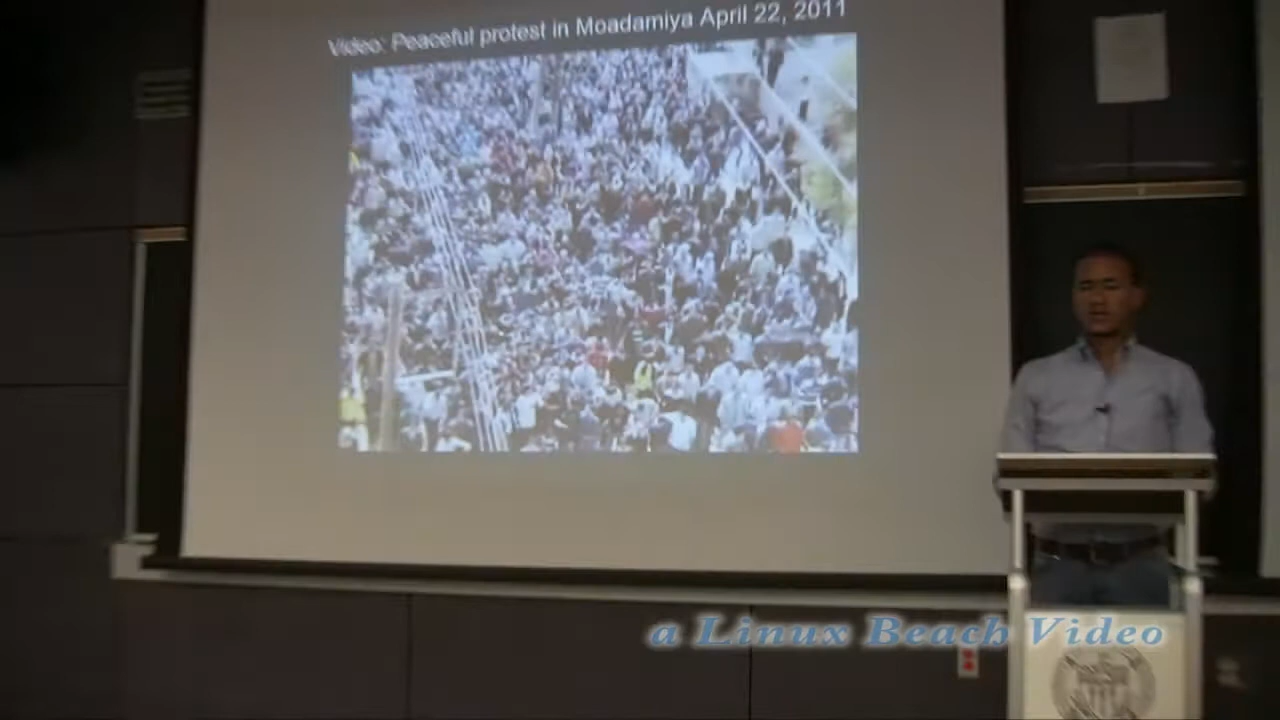 Video: Peaceful protest in Moadamiya April 22, 2011
a Linux Beach Video